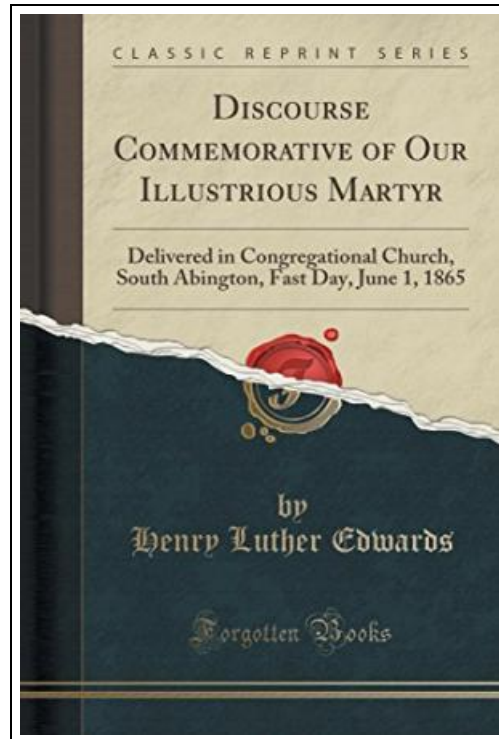 CLASSIC REPRINT SERIES
DISCOURSE
COMMEMORATIVE OF OUR
ILLUSTRIOUS MARTYR
Delivered in Congregational Church,
South Abington, Fast Day, June 1, 1865
F
by
Henry Luther Edwards
Forgotten Books